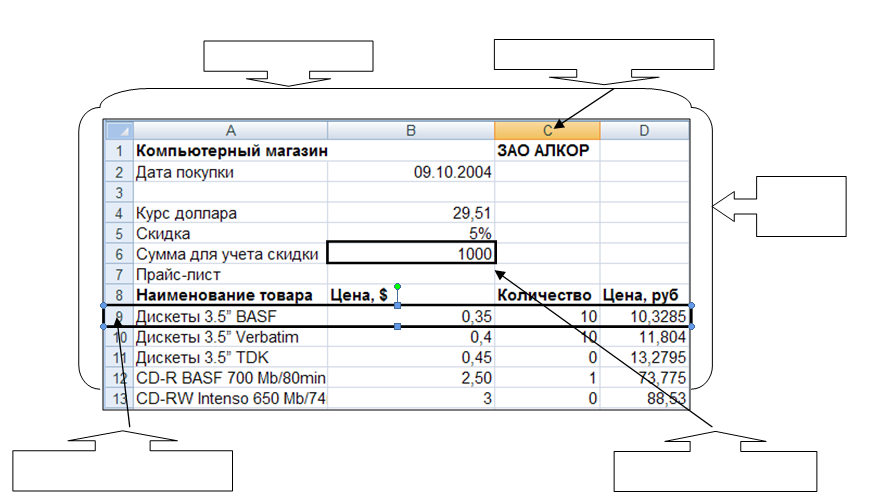 A B C D
1 Компьютерный магазин ЗАО АЛКОР
2 Дата покупки 09.10.2004
3
4 Курс доллара 29,51
5 Скидка 5%
6 Сумма для учета скидки 1000
7 Прайс-лист
8 Наименование товара Цена, $ Количество Цена, руб
9 Дискеты 3.5” BASF 0,35 10 10,3285
10 Дискеты 3.5” Verbatim 0,4 10 11,804
11 Дискеты 3.5” TDK 0,45 0 13,2795
12 CD-R BASF 700 Mb/80min 2,50 1 73,775
13 CD-RW Intenso 650 Mb/74 3 0 88,53